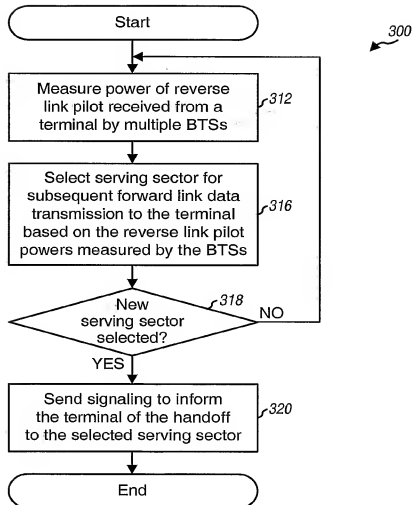 Start
300
Measure power of reverse
link pilot received from a
terminal by multiple BTSs
312
Select serving sector for
subsequent forward link data
transmission to the terminal
based on the reverse link pilot
powers measured by the BTSs
316
New
serving sector
selected?
318
NO
YES
Send signaling to inform
the terminal of the handoff
to the selected serving sector
320
End